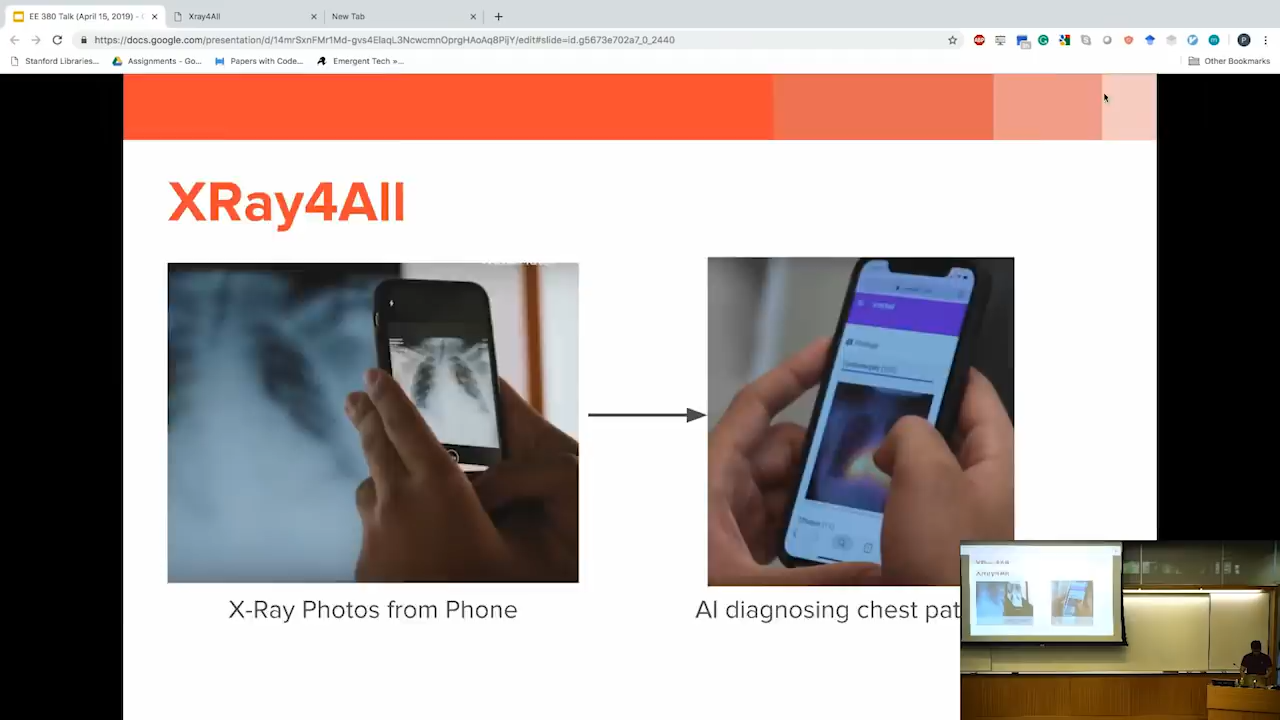 EE 380 Talk (April 15, 2019) -
Xray4All
New Tab
https://docs.google.com/presentation/d/14mrSxnFMr1Md-gvs4ElaqL3NcwcmnOprgHAoAq8PijY/edit#slide=id.g5673e702a7_0_2440
Stanford Libraries...
Assignments - Go...
Papers with Code...
Emergent Tech »...
Other Bookmarks
XRay4All
X-Ray Photos from Phone
AI diagnosing chest pat
XRay4All